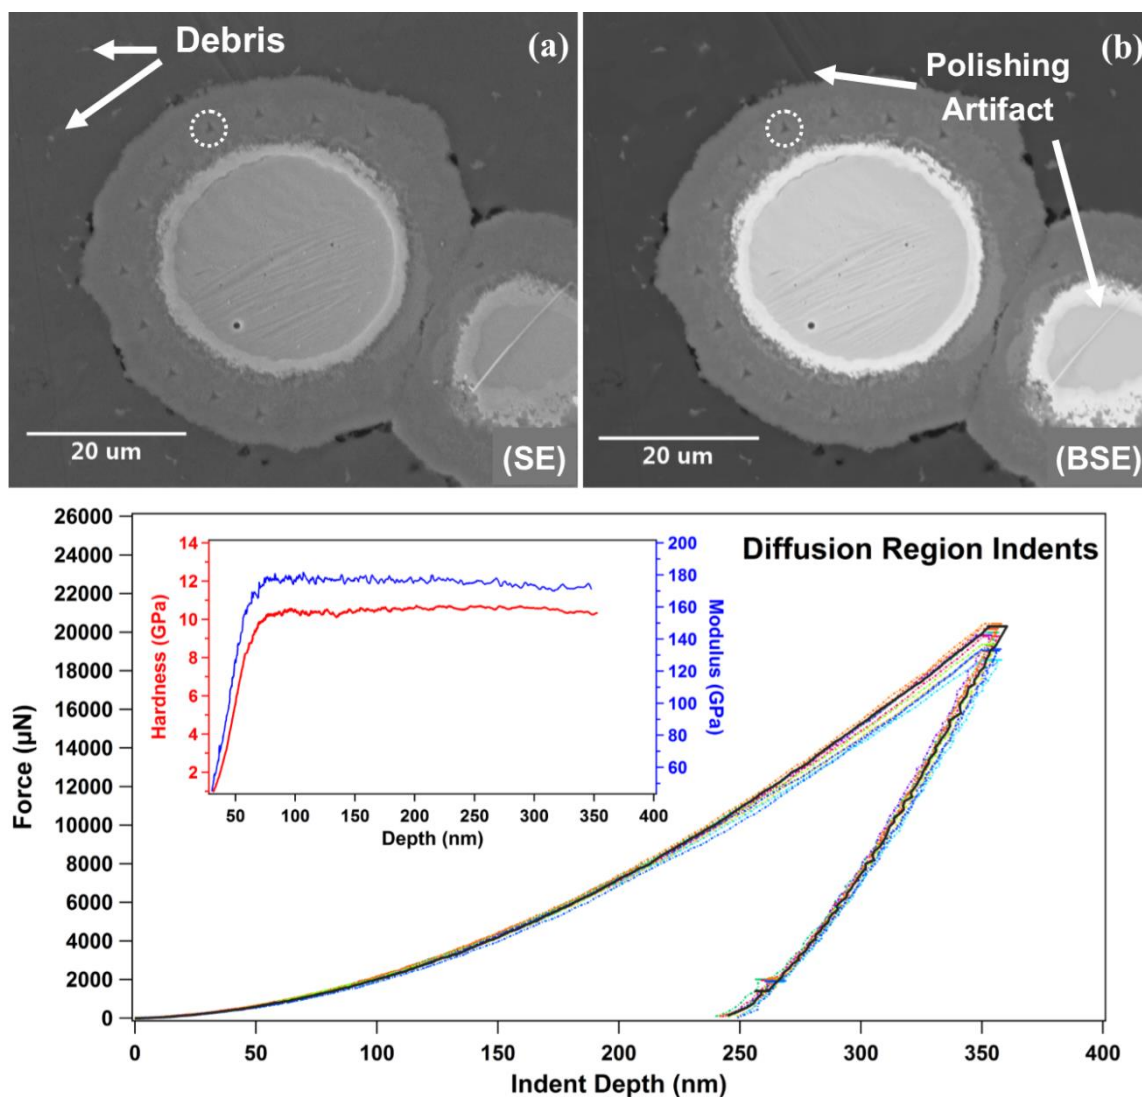 Debris
(a)
20 um
(SE)
(b)
Polishing
Artifact
20 um
(BSE)
Diffusion Region Indents
Force (µN)
26000
24000
22000
20000
18000
16000
14000
12000
10000
8000
6000
4000
2000
0
0 50 100 150 200 250 300 350 400
Indent Depth (nm)
Hardness (GPa)
14
12
10
8
6
4
2
50 100 150 200 250 300 350 400
Depth (nm)
200
180
160
140
120
100
80
60
Modulus (GPa)